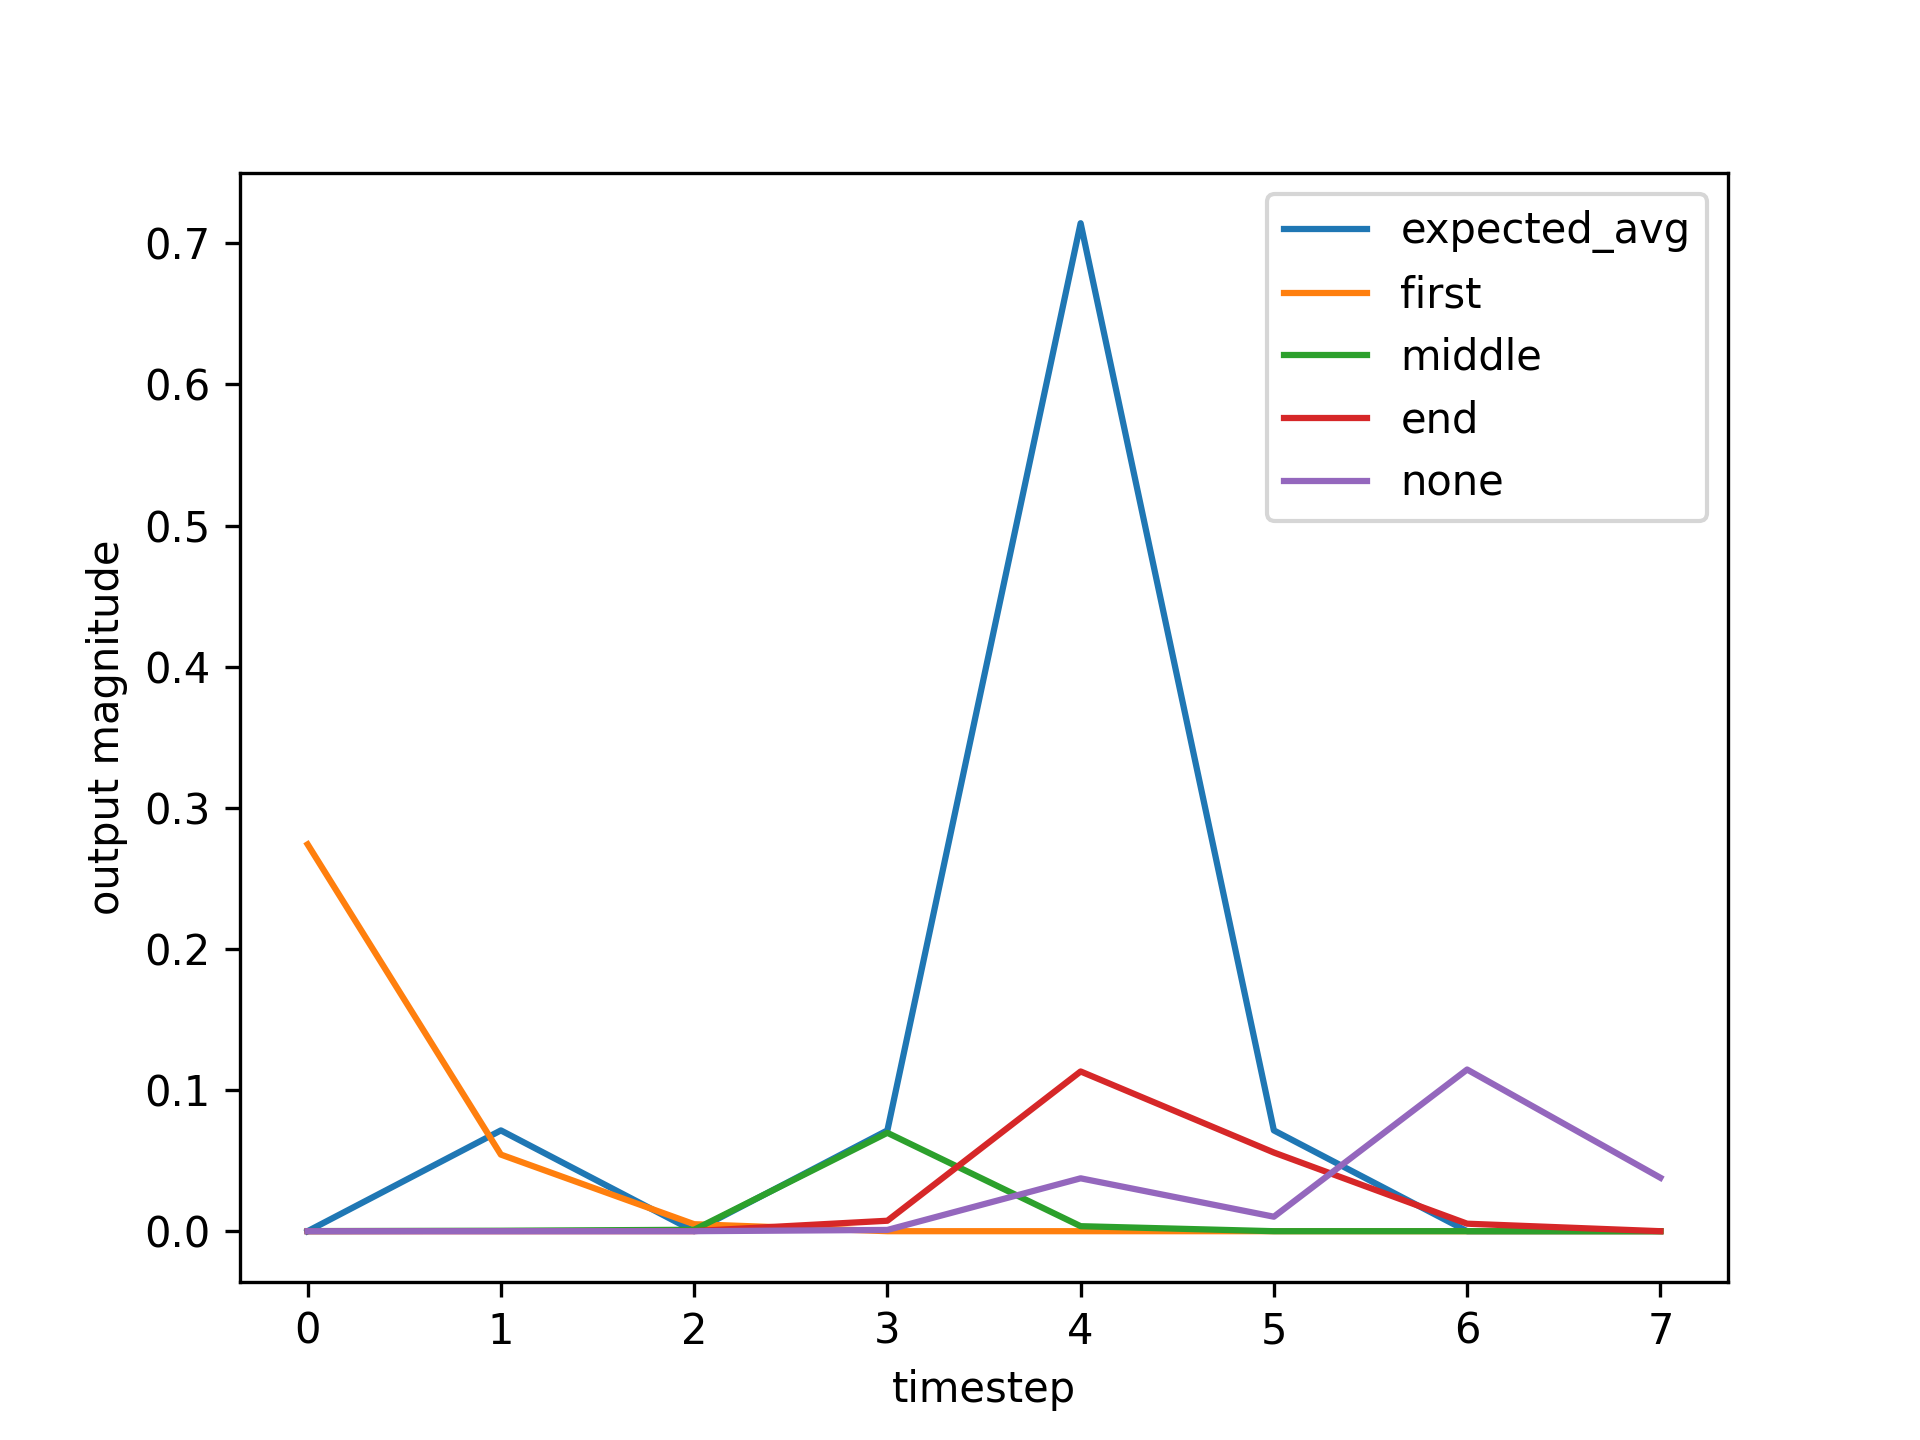 expected_avg
first
middle
end
none
0.7
0.6
0.5
0.4
0.3
0.2
0.1
0.0
output magnitude
0 1 2 3 4 5 6 7
timestep